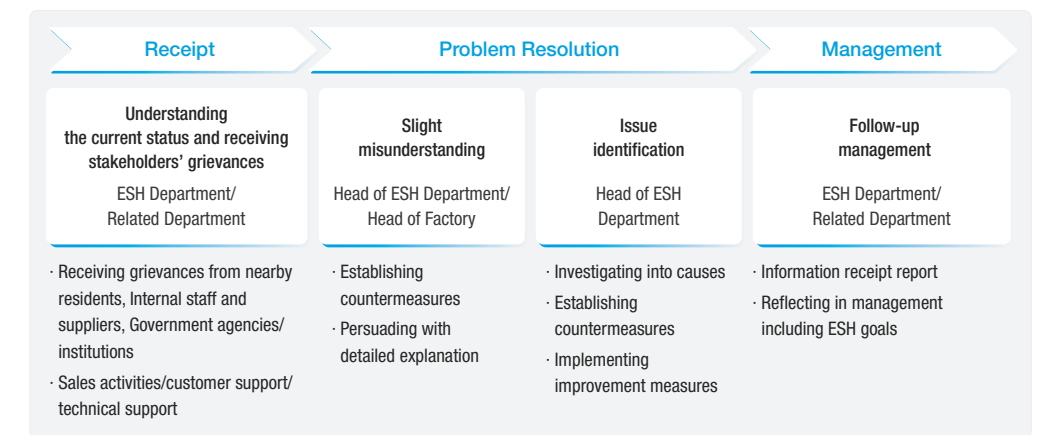 Receipt
Problem Resolution
Management
Understanding
the current status and receiving
stakeholders' grievances
ESH Department/
Related Department
Slight
misunderstanding
Head of ESH Department/
Head of Factory
Issue
identification
Head of ESH
Department
Follow-up
management
ESH Department/
Related Department
· Receiving grievances from nearby
residents, Internal staff and
suppliers, Government agencies/
institutions
· Sales activities/customer support/
technical support
· Establishing
countermeasures
· Persuading with
detailed explanation
· Investigating into causes
· Establishing
countermeasures
· Implementing
improvement measures
· Information receipt report
· Reflecting in management
including ESH goals